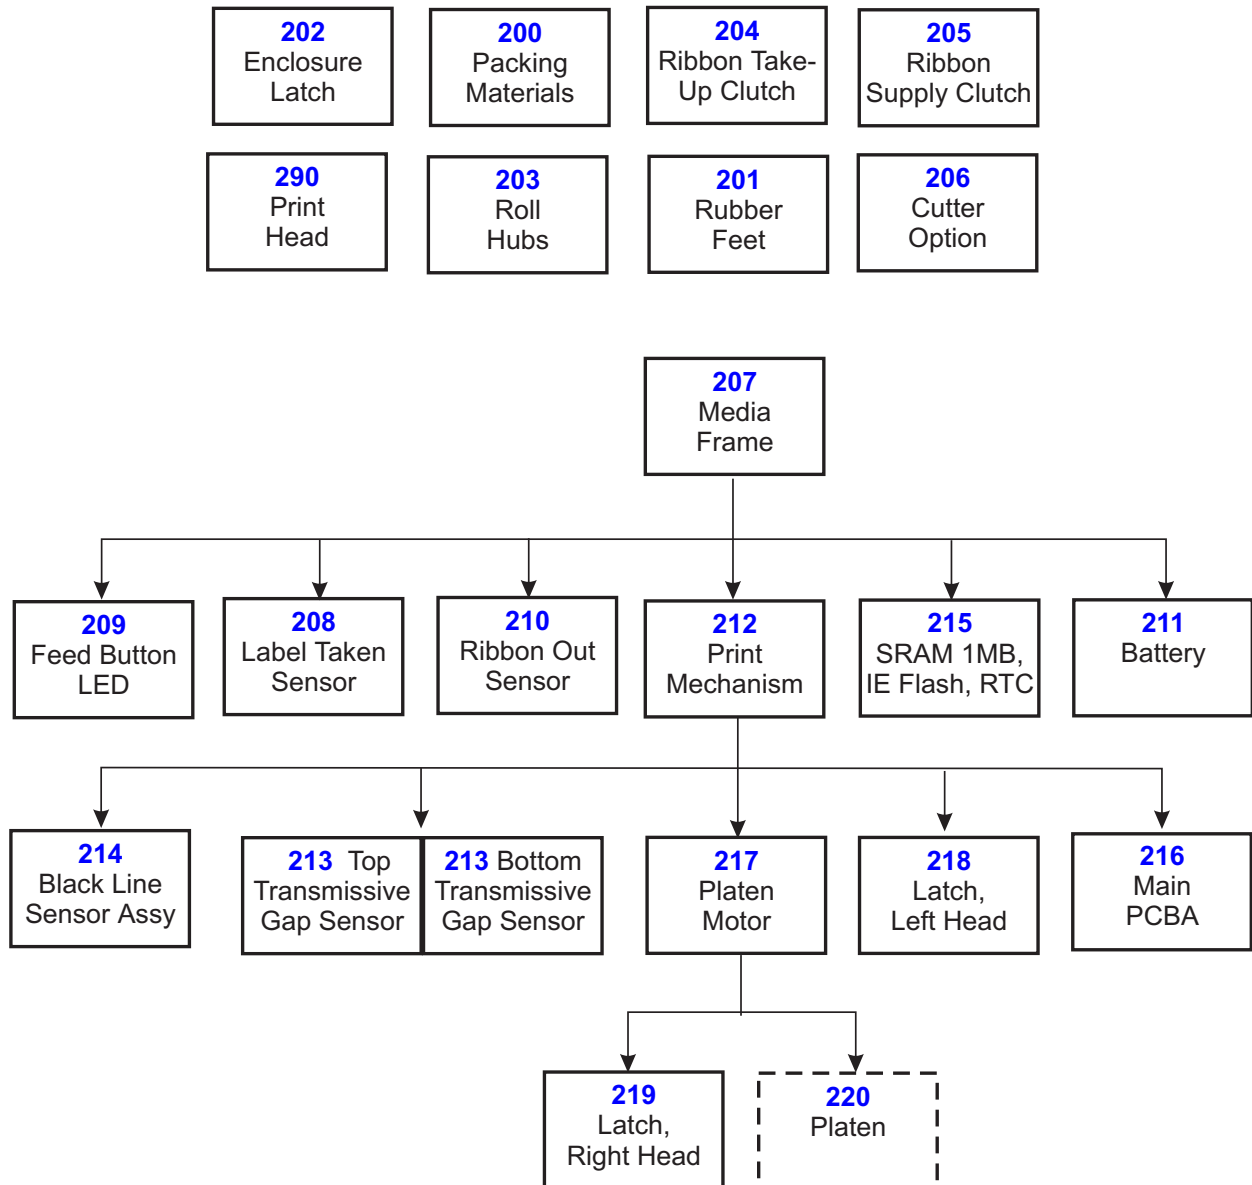 202
Enclosure
Latch
200
Packing
Materials
204
Ribbon Take-
Up Clutch
205
Ribbon
Supply Clutch
290
Print
Head
203
Roll
Hubs
201
Rubber
Feet
206
Cutter
Option
207
Media
Frame
209
Feed Button
LED
208
Label Taken
Sensor
210
Ribbon Out
Sensor
212
Print
Mechanism
215
SRAM 1MB,
IE Flash, RTC
211
Battery
214
Black Line
Sensor Assy
213 Top
Transmissive
Gap Sensor
213 Bottom
Transmissive
Gap Sensor
217
Platen
Motor
218
Latch,
Left Head
216
Main
PCBA
219
Latch,
Right Head
220
Platen